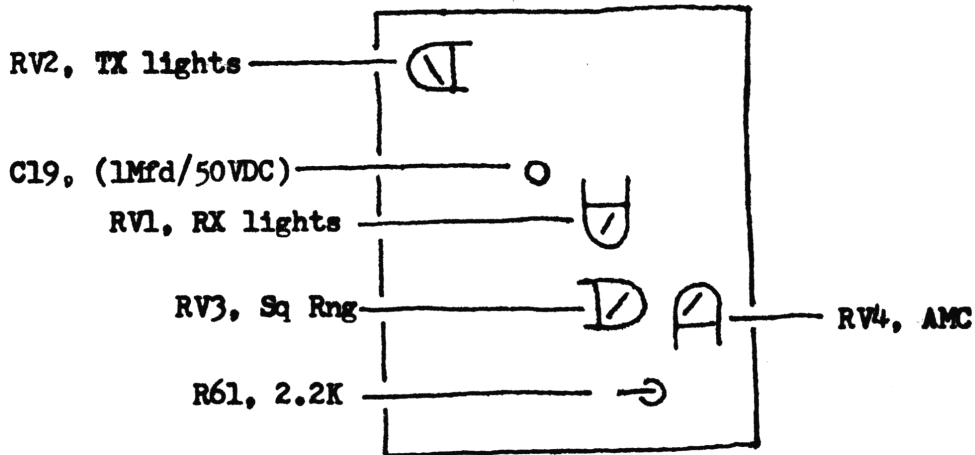 RV2, TX lights
C19, (1Mfd/50VDC)
RV1, RX lights
RV3, Sq Rng
RV4, AMC
R61, 2.2K